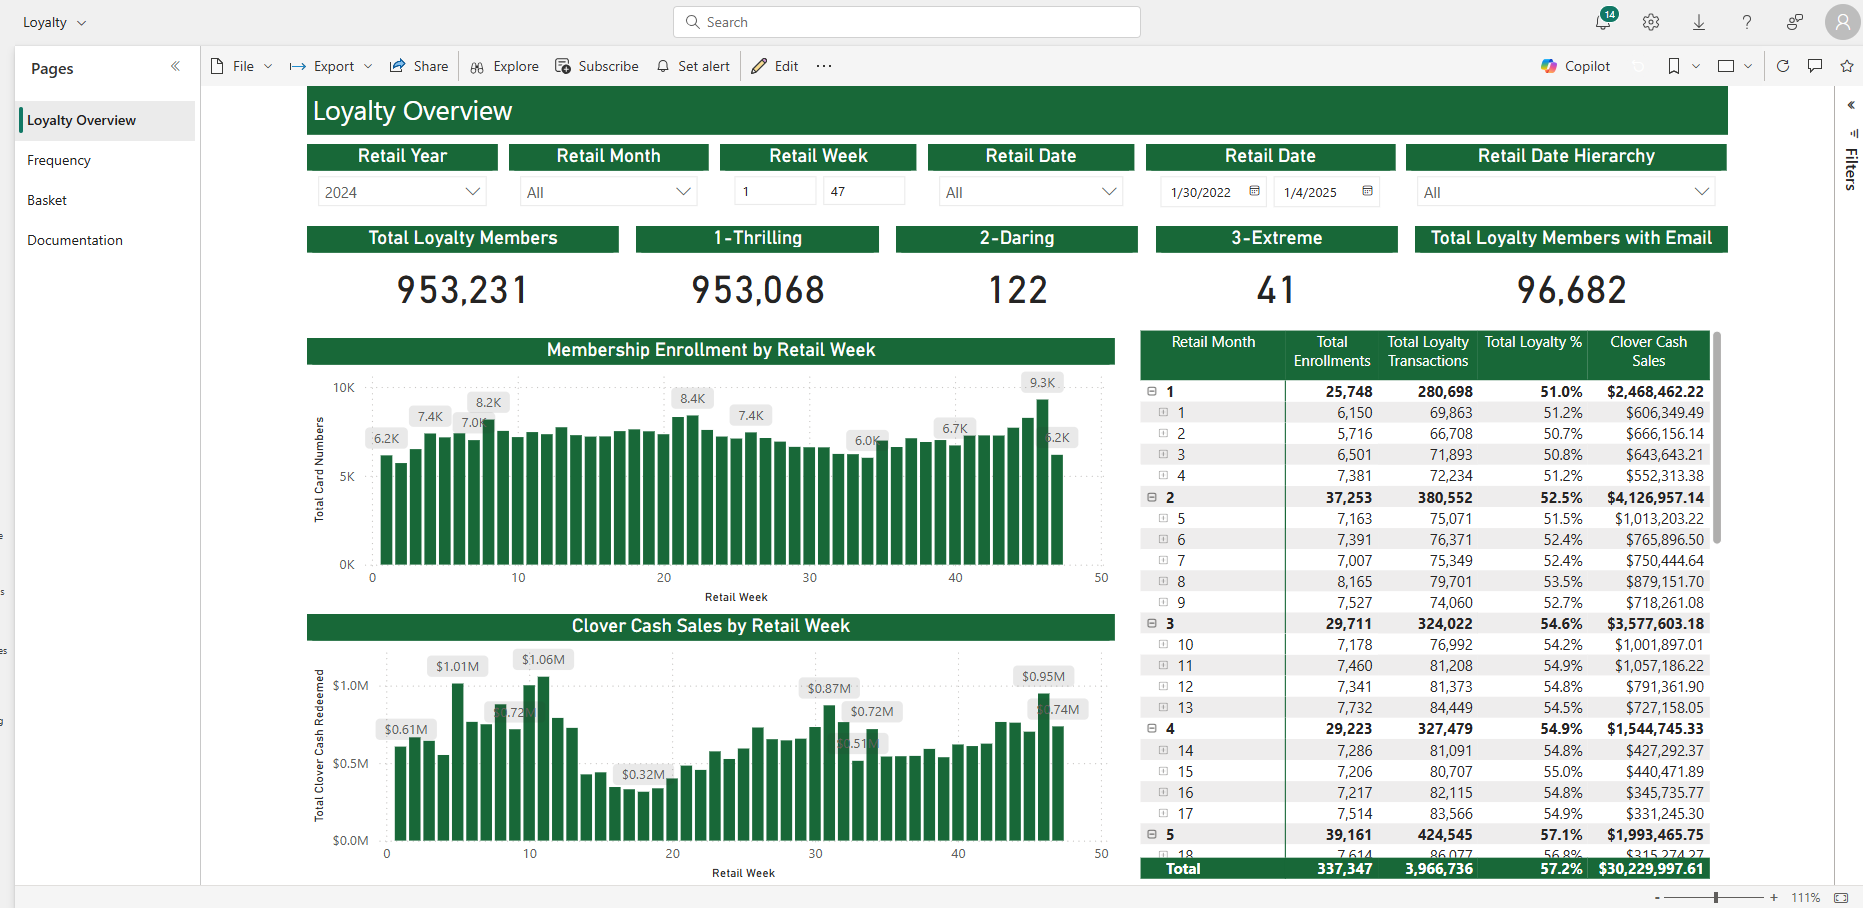 Loyalty
Search
14
Pages
Loyalty Overview
Frequency
Basket
Documentation
File
Export
Share
Explore
Subscribe
Set alert
Edit
Copilot
Filters
Loyalty Overview
Retail Year
Retail Month
Retail Week
Retail Date
Retail Date
Retail Date Hierarchy
2024
All
1
47
All
1/30/2022
1/4/2025
All
Total Loyalty Members
1-Thrilling
2-Daring
3-Extreme
Total Loyalty Members with Email
953,231
953,068
122
41
96,682
Membership Enrollment by Retail Week
Total Card Numbers
10K
5K
0K
6.2K
7.4K
7.0K
8.2K
8.4K
7.4K
6.0K
6.7K
9.3K
6.2K
0 10 20 30 40 50
Retail Week
Clover Cash Sales by Retail Week
Total Clover Cash Redeemed
$1.0M
$0.5M
$0.0M
$0.61M
$1.01M
$0.72M
$1.06M
$0.32M
$0.87M
$0.51M
$0.72M
$0.95M
$0.74M
0 10 20 30 40 50
Retail Week
Retail Month Total Enrollments Total Loyalty Transactions Total Loyalty % Clover Cash Sales
1 25,748 280,698 51.0% $2,468,462.22
1 6,150 69,863 51.2% $606,349.49
2 5,716 66,708 50.7% $666,156.14
3 6,501 71,893 50.8% $643,643.21
4 7,381 72,234 51.2% $552,313.38
2 37,253 380,552 52.5% $4,126,957.14
5 7,163 75,071 51.5% $1,013,203.22
6 7,391 76,371 52.4% $765,896.50
7 7,007 75,349 52.4% $750,444.64
8 8,165 79,701 53.5% $879,151.70
9 7,527 74,060 52.7% $718,261.08
3 29,711 324,022 54.6% $3,577,603.18
10 7,178 76,992 54.2% $1,001,897.01
11 7,460 81,208 54.9% $1,057,186.22
12 7,341 81,373 54.8% $791,361.90
13 7,732 84,449 54.5% $727,158.05
4 29,223 327,479 54.9% $1,544,745.33
14 7,286 81,091 54.8% $427,292.37
15 7,206 80,707 55.0% $440,471.89
16 7,217 82,115 54.8% $345,735.77
17 7,514 83,566 54.9% $331,245.30
5 39,161 424,545 57.1% $1,993,465.75
18 7,614 86,077 56.8% $315,274.27
Total 337,347 3,966,736 57.2% $30,229,997.61
- + 111%